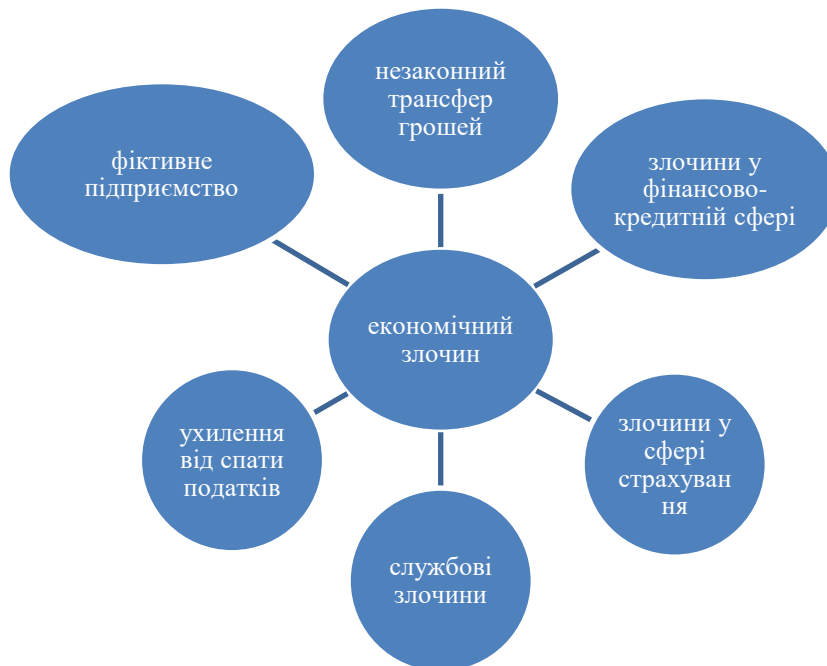 незаконний
трансфер
грошей
фіктивне
підприємство
злочини у
фінансово-
кредитній сфері
економічний
злочин
ухилення
від спати
податків
злочини у
сфері
страхуван
ня
службові
злочини